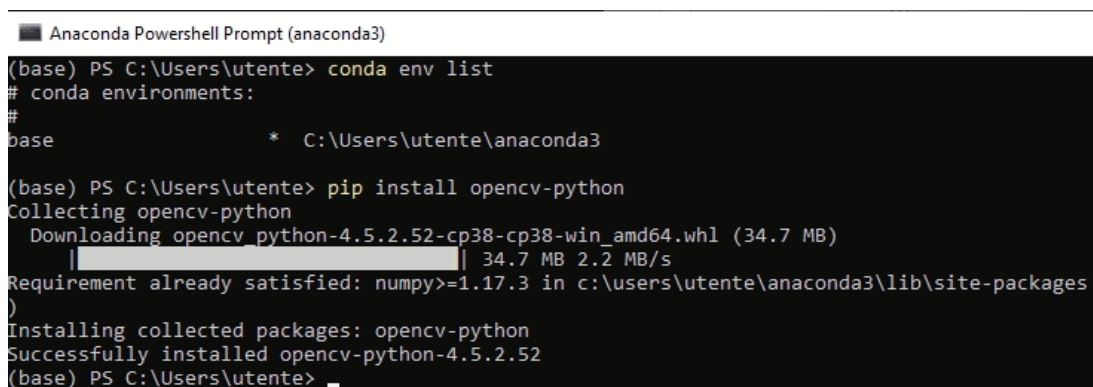 Anaconda Powershell Prompt (anaconda3)
(base) PS C:\Users\utente> conda env list
# conda environments:
#
base                  *  C:\Users\utente\anaconda3
(base) PS C:\Users\utente> pip install opencv-python
Collecting opencv-python
  Downloading opencv_python-4.5.2.52-cp38-cp38-win_amd64.whl (34.7 MB)
     |████████████████████████████████| 34.7 MB 2.2 MB/s
Requirement already satisfied: numpy>=1.17.3 in c:\users\utente\anaconda3\lib\site-packages
)
Installing collected packages: opencv-python
Successfully installed opencv-python-4.5.2.52
(base) PS C:\Users\utente>